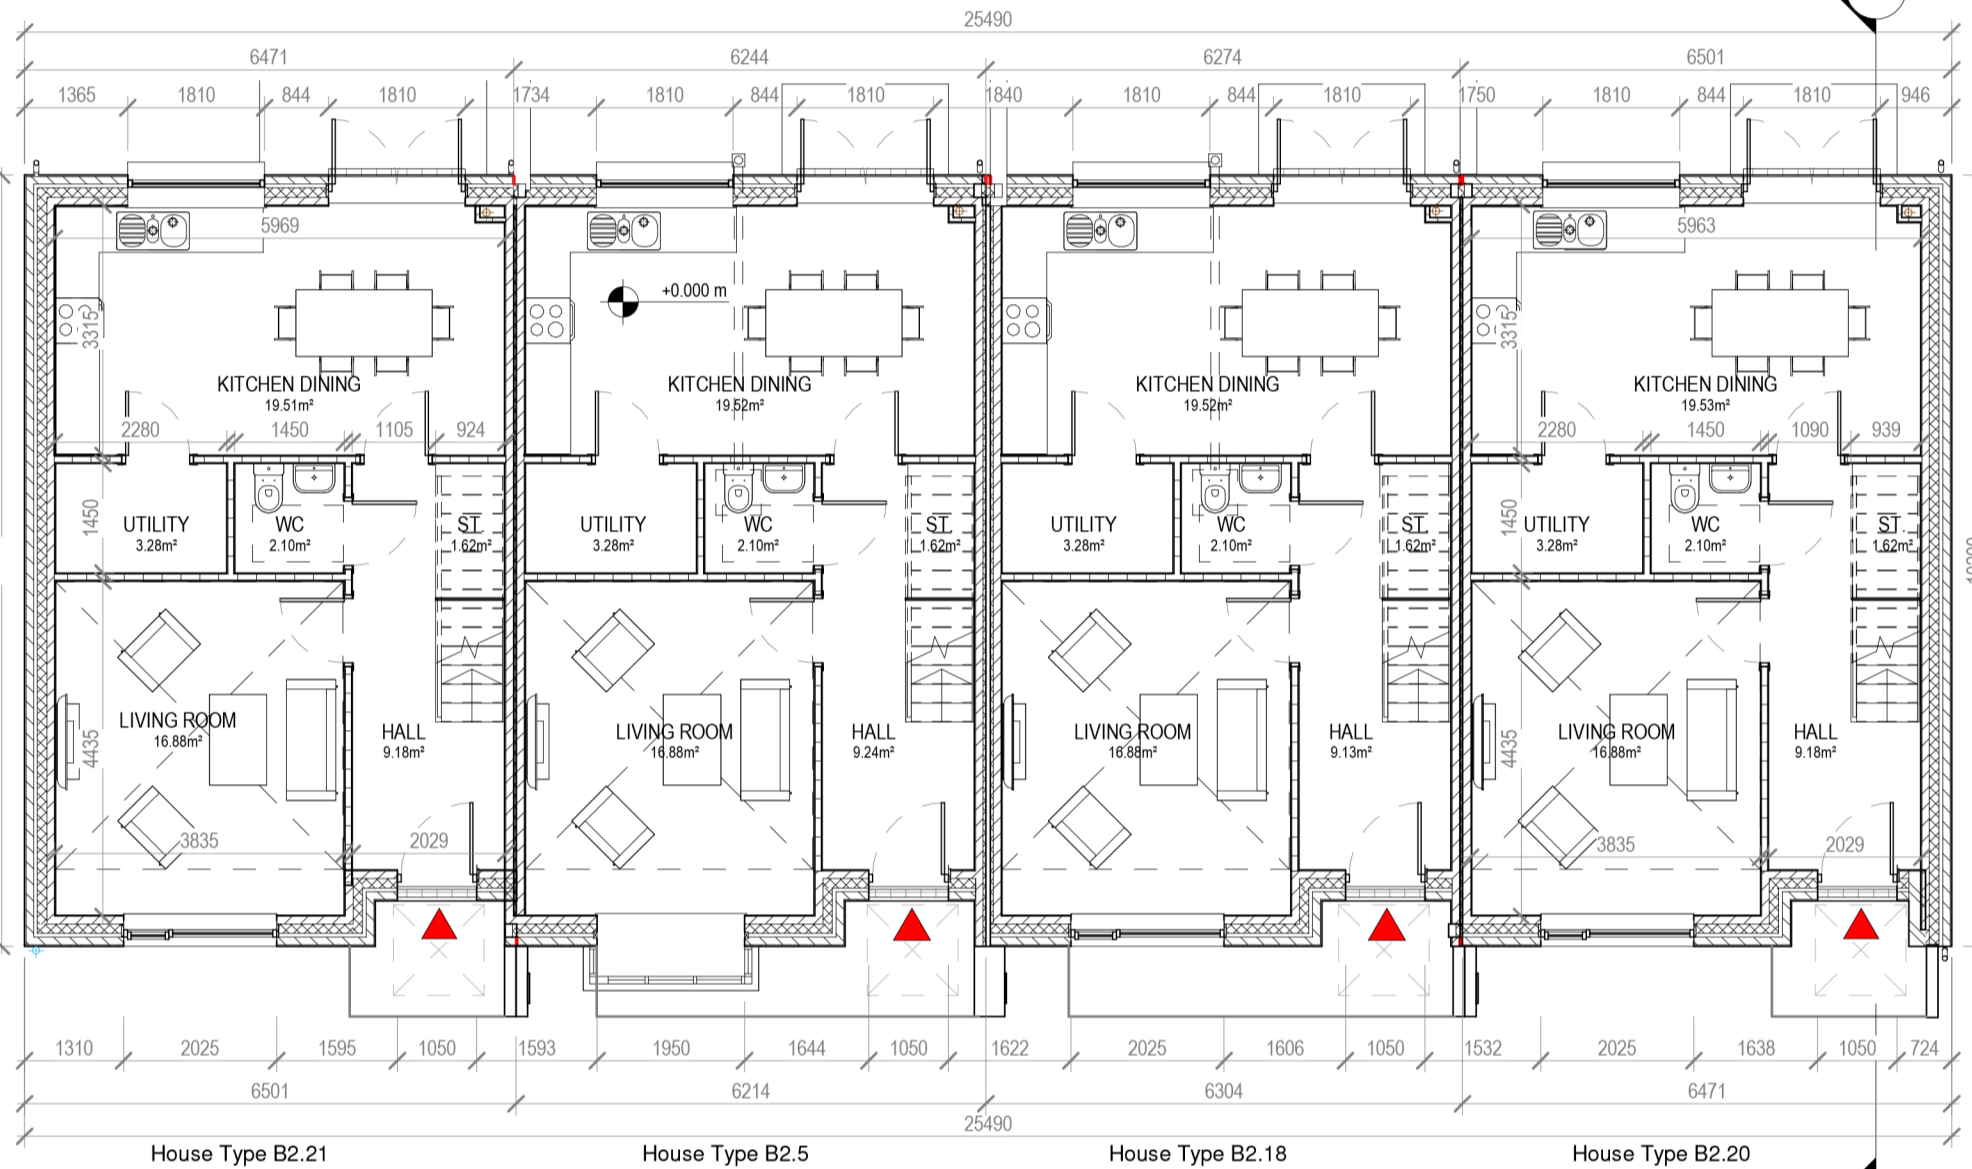 25490
6471 6244 6274 6501
1365 1810 844 1810 1734 1810 844 1810 1840 1810 844 1810 1750 1810 844 1810 946
5969 5963
+0.000 m
3315 3315
KITCHEN DINING KITCHEN DINING KITCHEN DINING KITCHEN DINING
19.51m² 19.52m² 19.52m² 19.53m²
2280 1450 1105 924 2280 1450 1090 939
1450 1450
UTILITY WC ST. UTILITY WC ST. UTILITY WC ST. UTILITY WC ST.
3.28m² 2.10m² 1.62m² 3.28m² 2.10m² 1.62m² 3.28m² 2.10m² 1.62m² 3.28m² 2.10m² 1.62m²
LIVING ROOM HALL LIVING ROOM HALL LIVING ROOM HALL LIVING ROOM HALL
16.88m² 9.18m² 16.88m² 9.24m² 16.88m² 9.13m² 16.88m² 9.18m²
4435 4435
3835 2029 3835 2029
1310 2025 1595 1050 1593 1950 1644 1050 1622 2025 1606 1050 1532 2025 1638 1050 724
6501 6214 6304 6471
25490
House Type B2.21 House Type B2.5 House Type B2.18 House Type B2.20